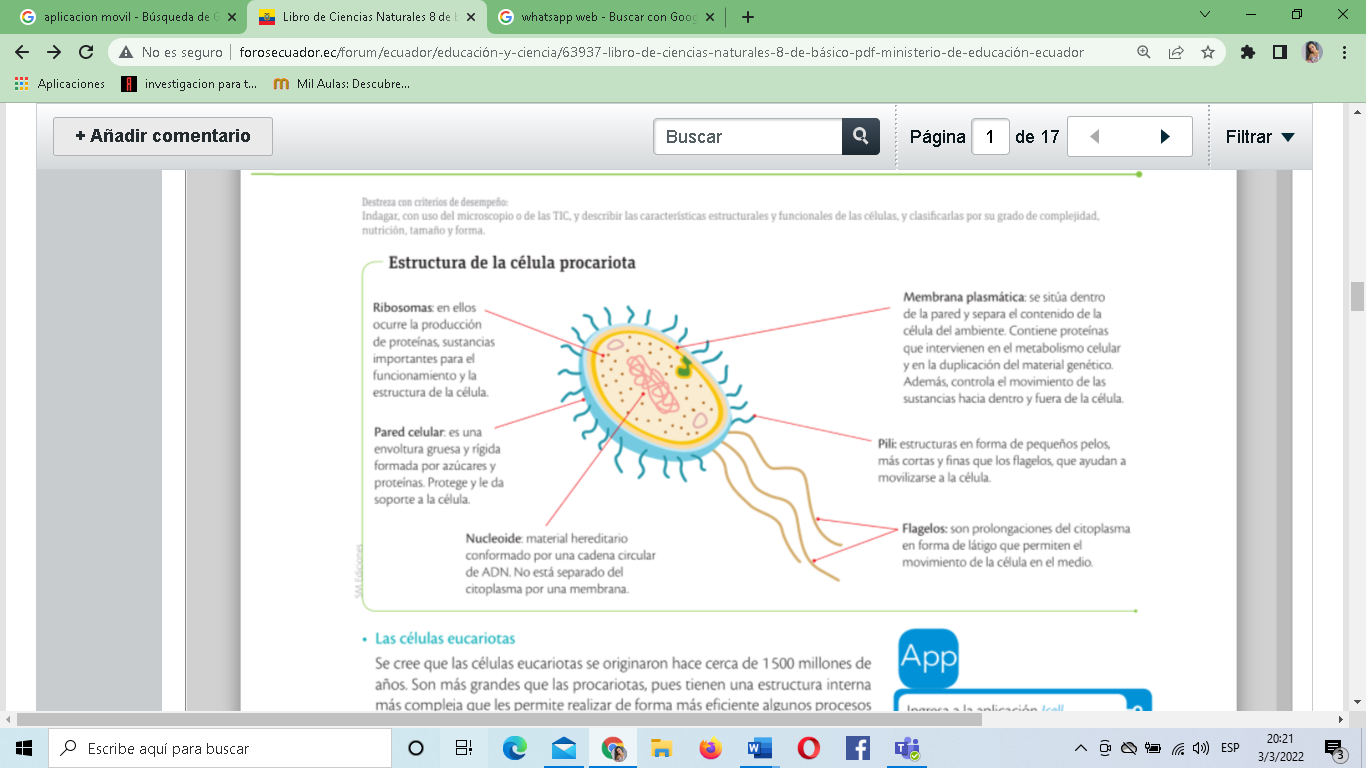 aplicacion movil - Búsqueda de G
Libro de Ciencias Naturales 8 de b
whatsapp web - Buscar con Goog
No es seguro
forosecuador.ec/forum/ecuador/educación-y-ciencia/63937-libro-de-ciencias-naturales-8-de-básico-pdf-ministerio-de-educación-ecuador
Aplicaciones
investigacion para t...
Mil Aulas: Descubre...
+ Añadir comentario
Buscar
Página 1 de 17
Filtrar
Destreza con criterios de desempeño:
Indagar, con uso del microscopio o de las TIC, y describir las características estructurales y funcionales de las células, y clasificarlas por su grado de complejidad,
nutrición, tamaño y forma.
Estructura de la célula procariota
Ribosomas: en ellos
ocurre la producción
de proteínas, sustancias
importantes para el
funcionamiento y la
estructura de la célula.
Pared celular: es una
envoltura gruesa y rígida
formada por azúcares y
proteínas. Protege y le da
soporte a la célula.
Nucleoide: material hereditario
conformado por una cadena circular
de ADN. No está separado del
citoplasma por una membrana.
Membrana plasmática: se sitúa dentro
de la pared y separa el contenido de la
célula del ambiente. Contiene proteínas
que intervienen en el metabolismo celular
y en la duplicación del material genético.
Además, controla el movimiento de las
sustancias hacia dentro y fuera de la célula.
Pili: estructuras en forma de pequeños pelos,
más cortas y finas que los flagelos, que ayudan a
movilizarse a la célula.
Flagelos: son prolongaciones del citoplasma
en forma de látigo que permiten el
movimiento de la célula en el medio.
SM Ediciones
• Las células eucariotas
Se cree que las células eucariotas se originaron hace cerca de 1 500 millones de
años. Son más grandes que las procariotas, pues tienen una estructura interna
más compleja que les permite realizar de forma más eficiente algunos procesos
App
Ingresa a la aplicación Icell
Escribe aquí para buscar
ESP
20:21
3/3/2022
3